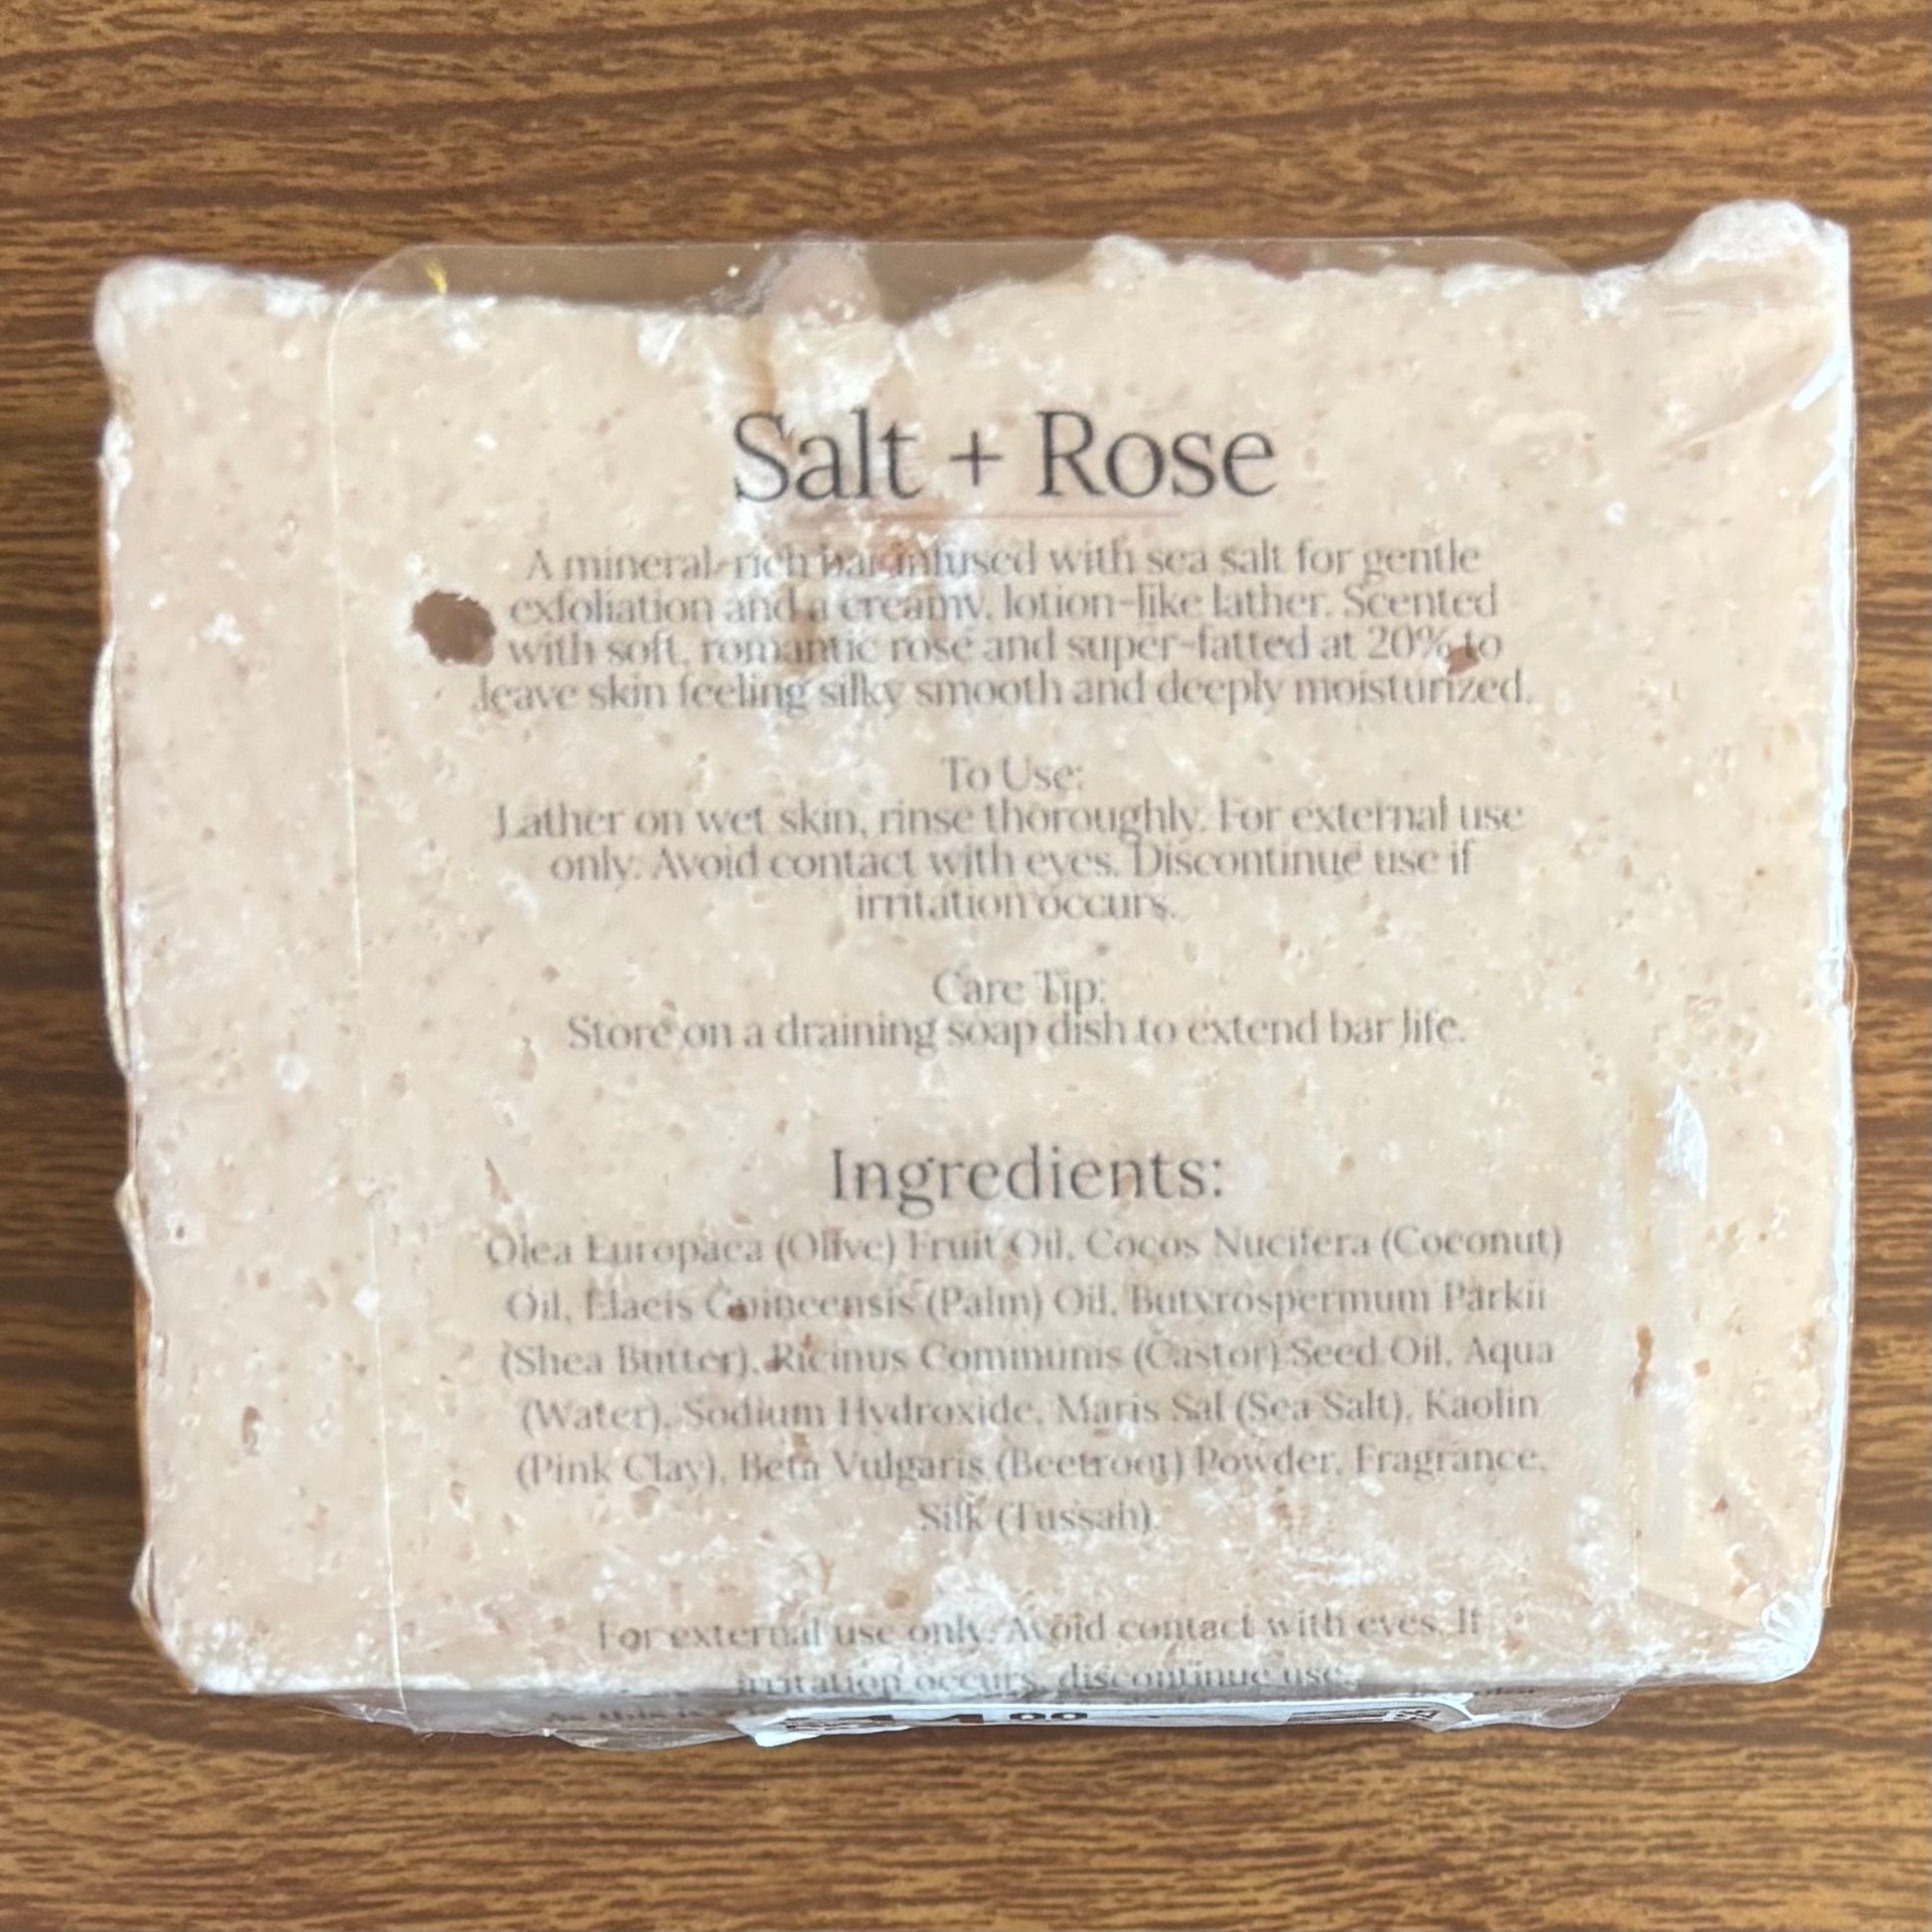 Salt + Rose
A mineral-rich bar infused with sea salt for gentle
exfoliation and a creamy, lotion-like lather. Scented
with soft, romantic rose and super-fatted at 20% to
leave skin feeling silky smooth and deeply moisturized.
To Use:
Lather on wet skin, rinse thoroughly. For external use
only. Avoid contact with eyes. Discontinue use if
irritation occurs.
Care Tip:
Store on a draining soap dish to extend bar life.
Ingredients:
Olea Europaea (Olive) Fruit Oil, Cocos Nucifera (Coconut)
Oil, Elaeis Guineensis (Palm) Oil, Butyrospermum Parkii
(Shea Butter), Ricinus Communis (Castor) Seed Oil, Aqua
(Water), Sodium Hydroxide, Maris Sal (Sea Salt), Kaolin
(Pink Clay), Beta Vulgaris (Beetroot) Powder, Fragrance,
Silk (Tussah).
For external use only. Avoid contact with eyes. If
irritation occurs, discontinue use.
As this is a